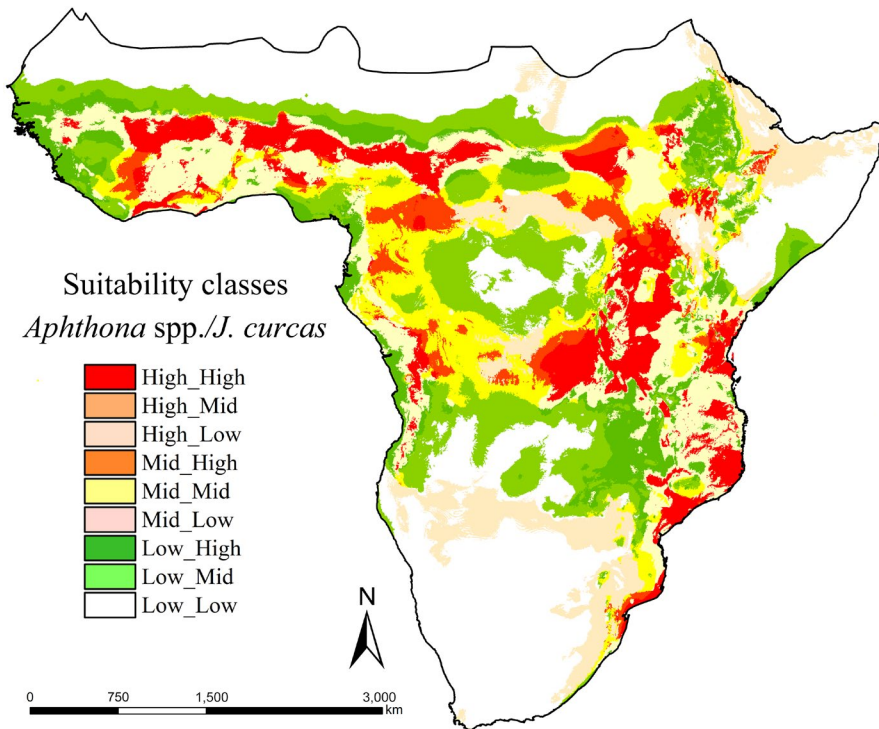 Suitability classes
Aphthona spp./J. curcas
High_High
High_Mid
High_Low
Mid_High
Mid_Mid
Mid_Low
Low_High
Low_Mid
Low_Low
N
0 750 1,500 3,000
km